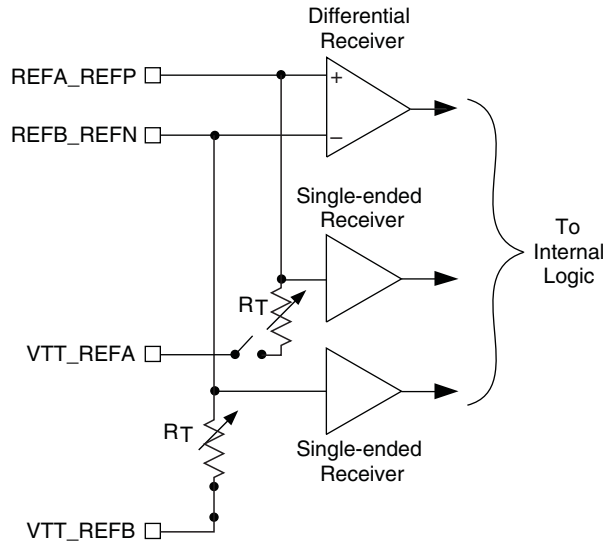 Differential
Receiver
REFA_REFP
+
REFB_REFN
–
Single-ended
Receiver
To
Internal
Logic
RT
VTT_REFA
RT
Single-ended
Receiver
VTT_REFB